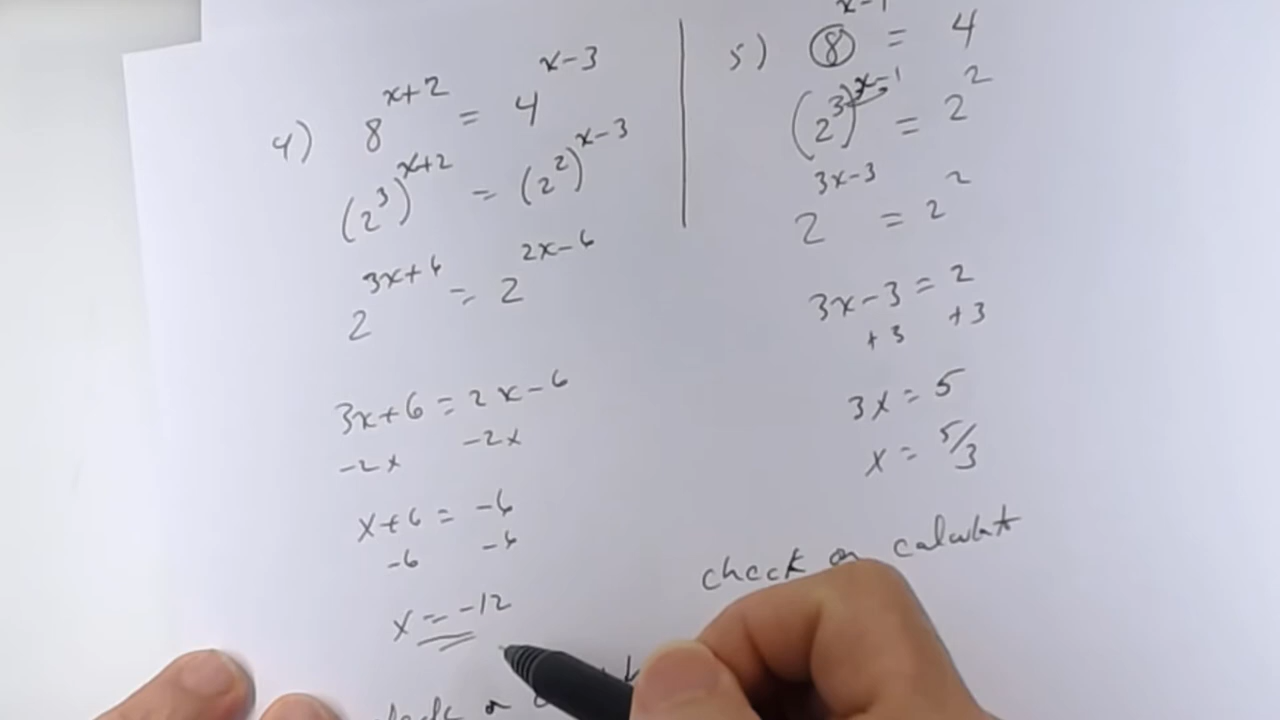 4) 8^{x+2} = 4^{x-3}
(2^3)^{x+2} = (2^2)^{x-3}
2^{3x+6} = 2^{2x-6}
3x+6 = 2x-6
-2x -2x
x+6 = -6
-6 -6
x = -12
5) 8^{x-1} = 4
(2^3)^{x-1} = 2^2
2^{3x-3} = 2^2
3x-3 = 2
+3 +3
3x = 5
x = 5/3
check on